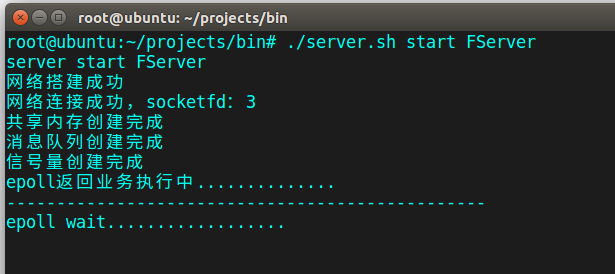 root@ubuntu: ~/projects/bin
root@ubuntu:~/projects/bin# ./server.sh start FServer
server start FServer
网络搭建成功
网络连接成功，socketfd：3
共享内存创建完成
消息队列创建完成
信号量创建完成
epoll返回业务执行中..............
------------------------------------------------
epoll wait..................